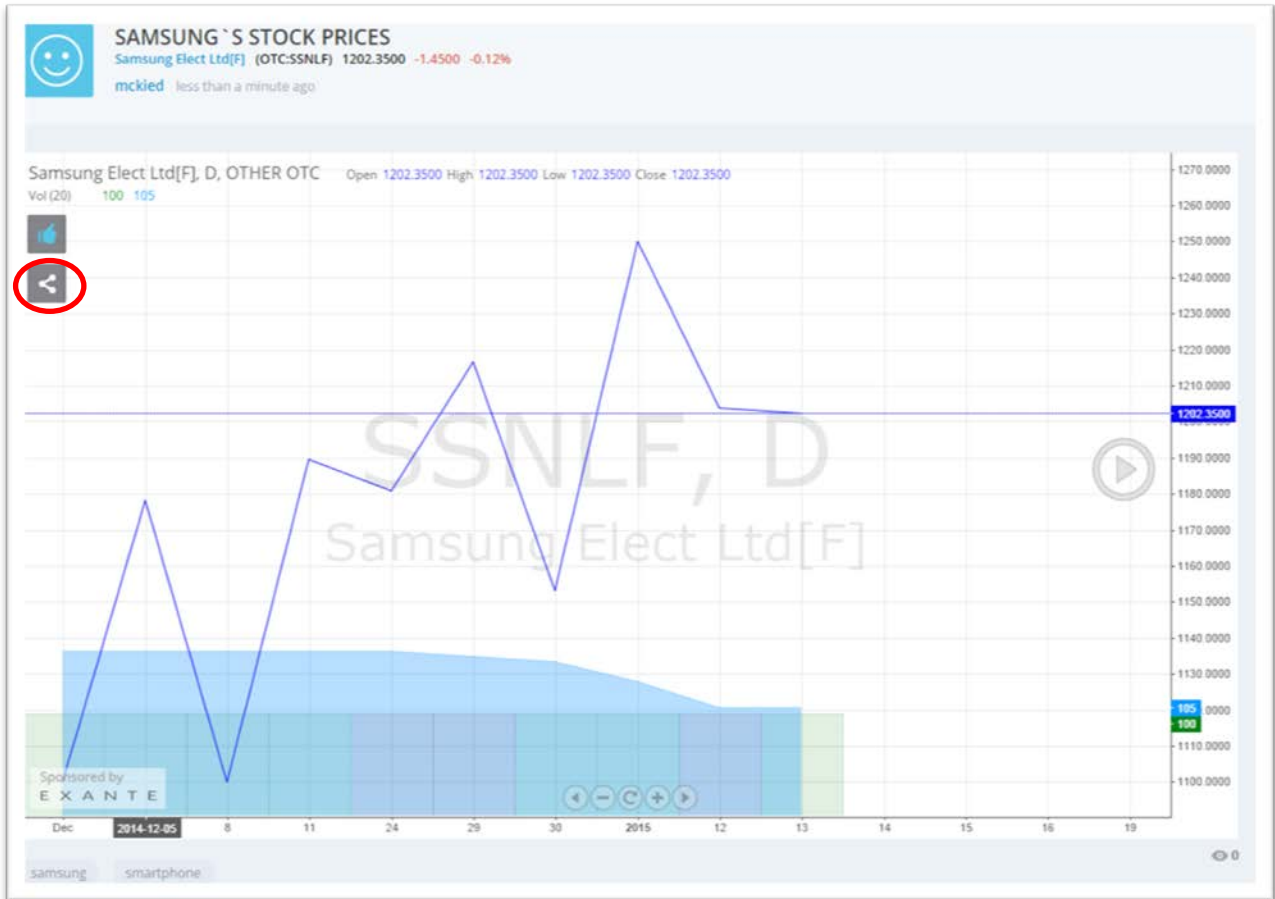 SAMSUNG`S STOCK PRICES
Samsung Elect Ltd[F] (OTC:SSNLF) 1202.3500 -1.4500 -0.12%
mckied less than a minute ago
Samsung Elect Ltd[F], D, OTHER OTC Open 1202.3500 High 1202.3500 Low 1202.3500 Close 1202.3500
Vol (20) 100 105
1270.0000
1260.0000
1250.0000
1240.0000
1230.0000
1220.0000
1210.0000
1202.3500
1190.0000
1180.0000
1170.0000
1160.0000
1150.0000
1140.0000
1130.0000
105
100
1110.0000
1100.0000
SSNLF, D
Samsung Elect Ltd[F]
Sponsored by
EXANTE
Dec 2014-12-05 8 11 24 29 30 2015 12 13 14 15 16 19
0
samsung smartphone